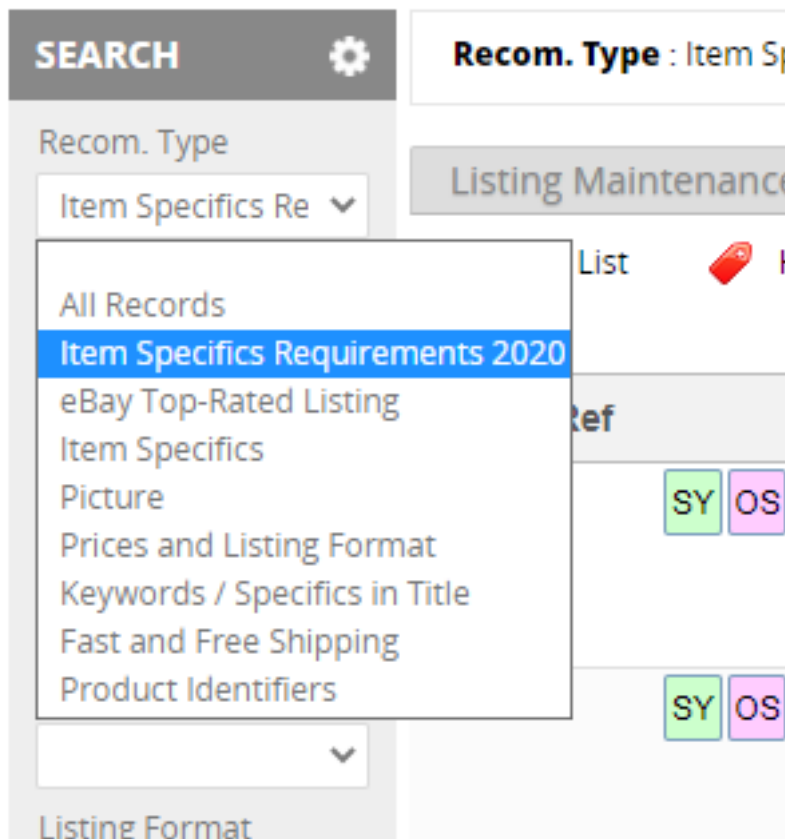 SEARCH
Recom. Type : Item Sp
Recom. Type
Item Specifics Re
Listing Maintenance
List
All Records
Item Specifics Requirements 2020
eBay Top-Rated Listing
Item Specifics
Picture
Prices and Listing Format
Keywords / Specifics in Title
Fast and Free Shipping
Product Identifiers
Ref
SY OS
SY OS
Listing Format